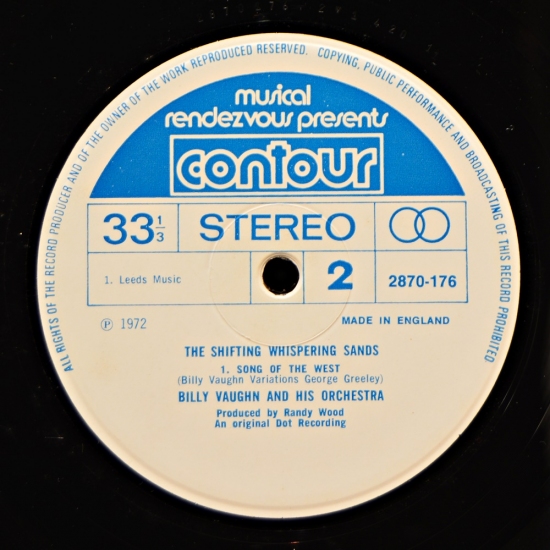 ALL RIGHTS OF THE RECORD PRODUCER AND OF THE OWNER OF THE WORK REPRODUCED RESERVED. COPYING, PUBLIC PERFORMANCE AND BROADCASTING OF THIS RECORD PROHIBITED
musical
rendezvous presents
contour
33 1/3 STEREO
1. Leeds Music 2 2870-176
℗ 1972 MADE IN ENGLAND
THE SHIFTING WHISPERING SANDS
1. SONG OF THE WEST
(Billy Vaughn Variations George Greeley)
BILLY VAUGHN AND HIS ORCHESTRA
Produced by Randy Wood
An original Dot Recording